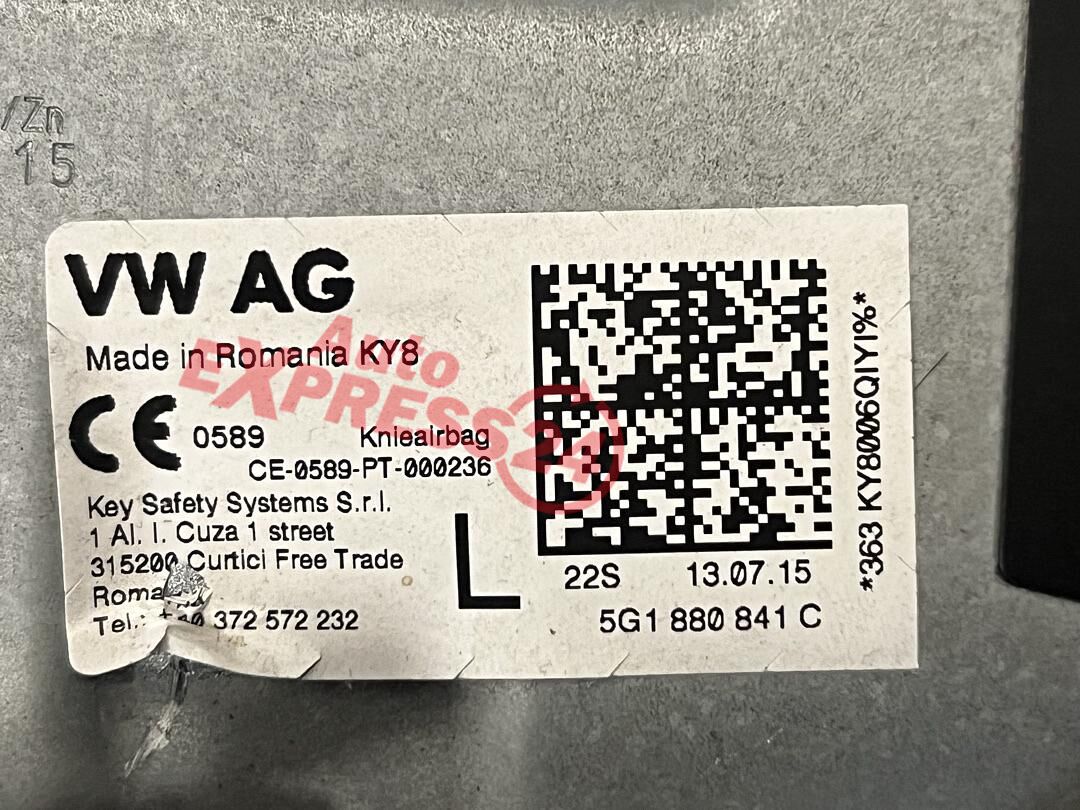 /Zn
15
VW AG
Made in Romania KY8
CE 0589 Knieairbag
CE-0589-PT-000236
Key Safety Systems S.r.l.
1 Al. I. Cuza 1 street
315200 Curtici Free Trade
Tel.: 372 572 232
L
22S 13.07.15
5G1 880 841 C
*363 KY8006QIYI%*
Auto
EXPRESS24